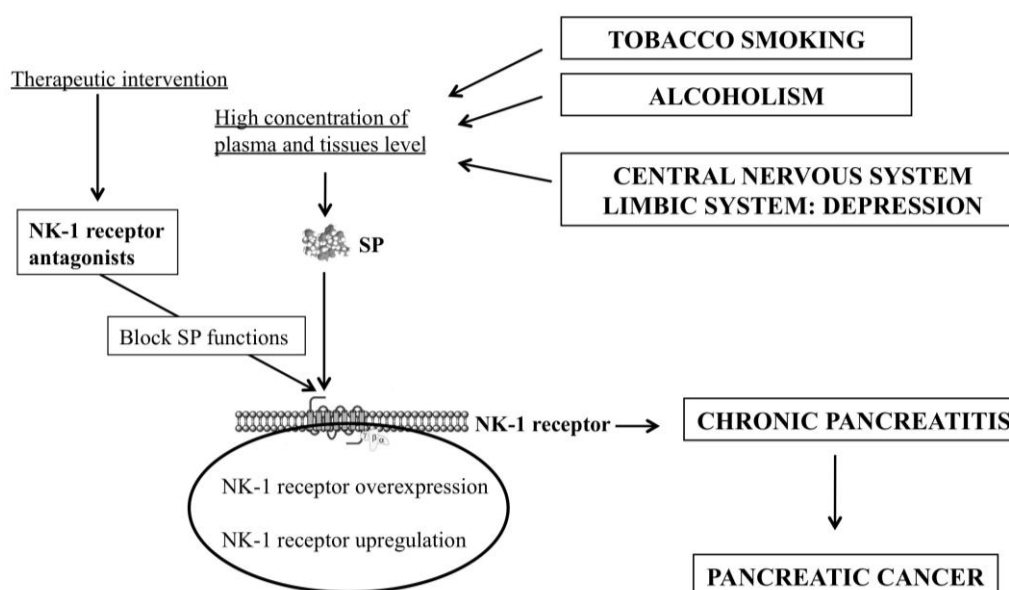 TOBACCO SMOKING
Therapeutic intervention
ALCOHOLISM
High concentration of
plasma and tissues level
CENTRAL NERVOUS SYSTEM
LIMBIC SYSTEM: DEPRESSION
NK-1 receptor
antagonists
SP
Block SP functions
NK-1 receptor
CHRONIC PANCREATITIS
β α
NK-1 receptor overexpression
NK-1 receptor upregulation
PANCREATIC CANCER